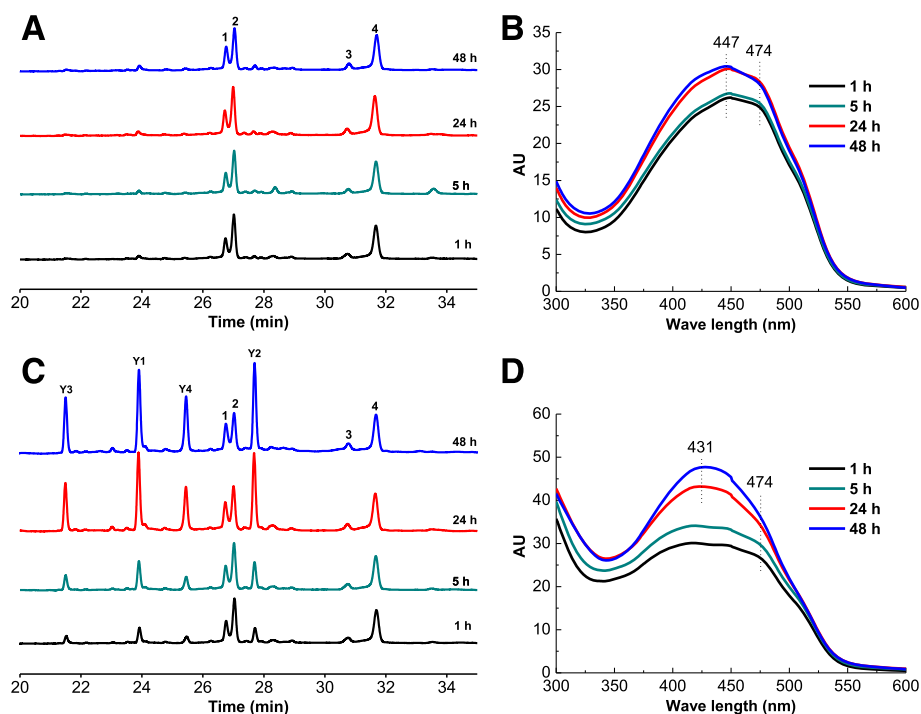 A
1 2 3 4
48 h
24 h
5 h
1 h
20 22 24 26 28 30 32 34
Time (min)
B
447 474
1 h
5 h
24 h
48 h
AU
35
30
25
20
15
10
5
0
300 350 400 450 500 550 600
Wave length (nm)
C
Y3 Y1 Y4 1 2 Y2 3 4
48 h
24 h
5 h
1 h
20 22 24 26 28 30 32 34
Time (min)
D
431 474
1 h
5 h
24 h
48 h
AU
60
50
40
30
20
10
0
300 350 400 450 500 550 600
Wave length (nm)